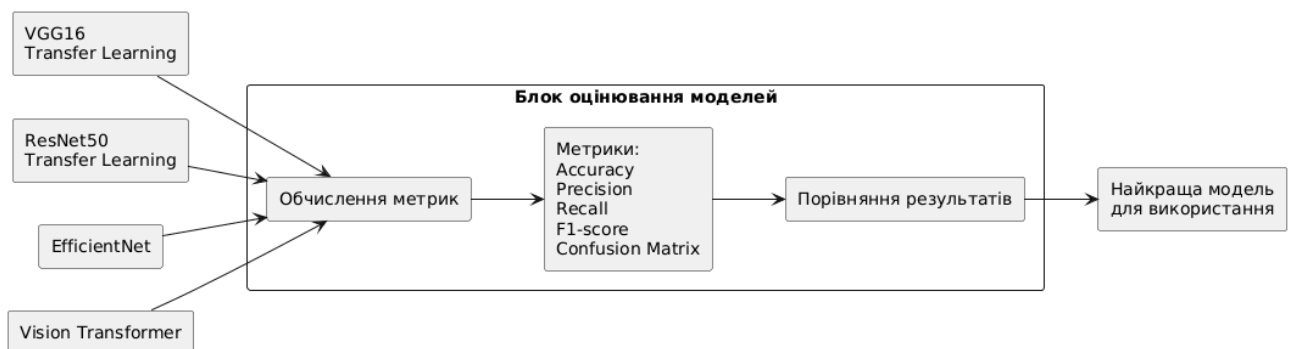 VGG16
Transfer Learning
ResNet50
Transfer Learning
EfficientNet
Vision Transformer
Блок оцінювання моделей
Обчислення метрик
Метрики:
Accuracy
Precision
Recall
F1-score
Confusion Matrix
Порівняння результатів
Найкраща модель
для використання